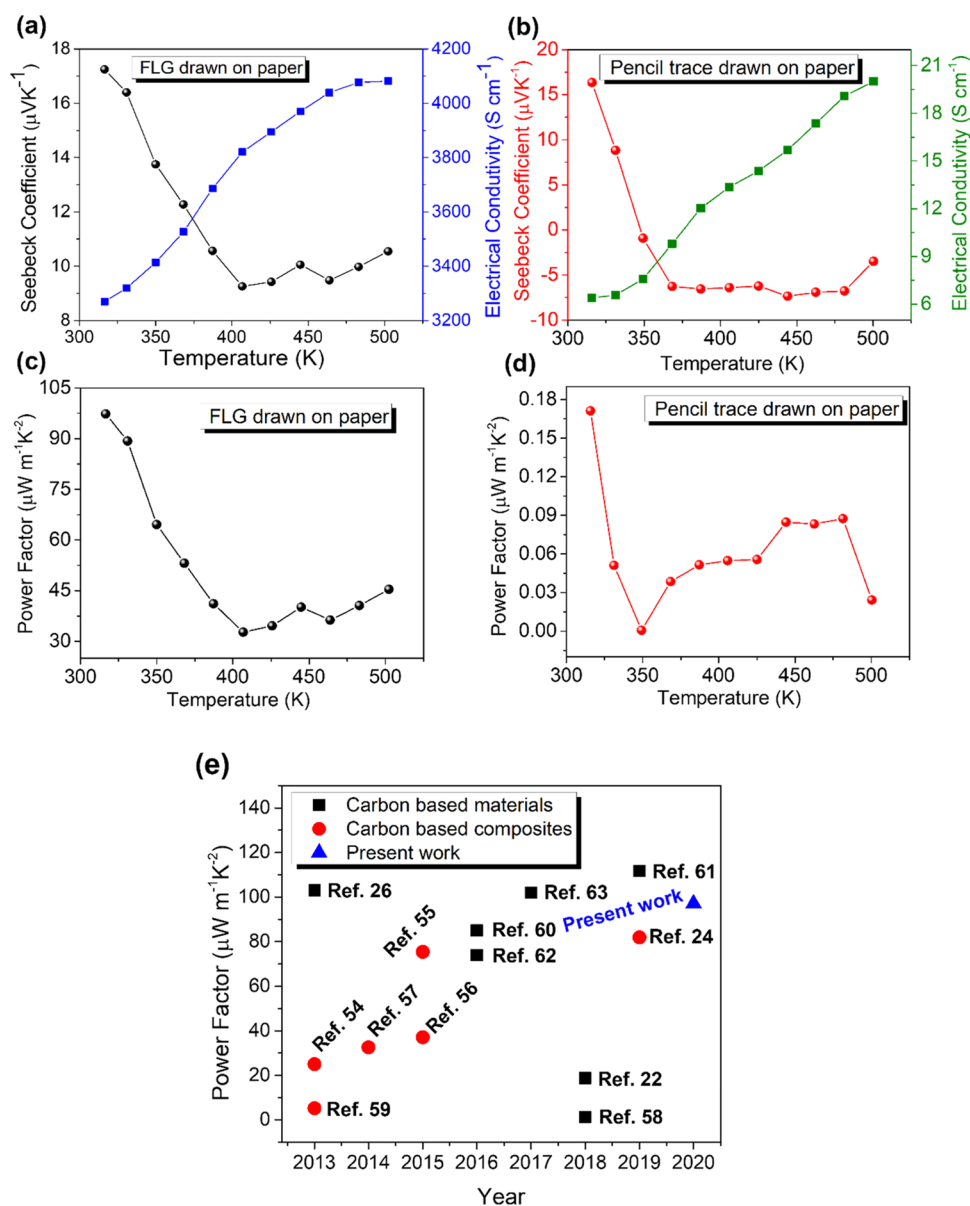 (a)
FLG drawn on paper
Seebeck Coefficient (μVK⁻¹)
18
16
14
12
10
8
4200
4100
4000
3900
3800
3700
3600
3500
3400
3300
3200
Electrical Condutivity (S cm⁻¹)
300 350 400 450 500
Temperature (K)
(b)
Pencil trace drawn on paper
Seebeck Coefficient (μVK⁻¹)
20
15
10
5
0
-5
-10
21
18
15
12
9
6
Electrical Condutivity (S cm⁻¹)
300 350 400 450 500
Temperature (K)
(c)
FLG drawn on paper
Power Factor (μW m⁻¹K⁻²)
105
90
75
60
45
30
300 350 400 450 500
Temperature (K)
(d)
Pencil trace drawn on paper
Power Factor (μW m⁻¹K⁻²)
0.18
0.15
0.12
0.09
0.06
0.03
0.00
300 350 400 450 500
Temperature (K)
(e)
Carbon based materials
Carbon based composites
Present work
Power Factor (μW m⁻¹K⁻²)
140
120
100
80
60
40
20
0
Ref. 26
Ref. 63
Ref. 61
Present work
Ref. 55
Ref. 60
Ref. 62
Ref. 24
Ref. 54
Ref. 57
Ref. 56
Ref. 59
Ref. 22
Ref. 58
2013 2014 2015 2016 2017 2018 2019 2020
Year